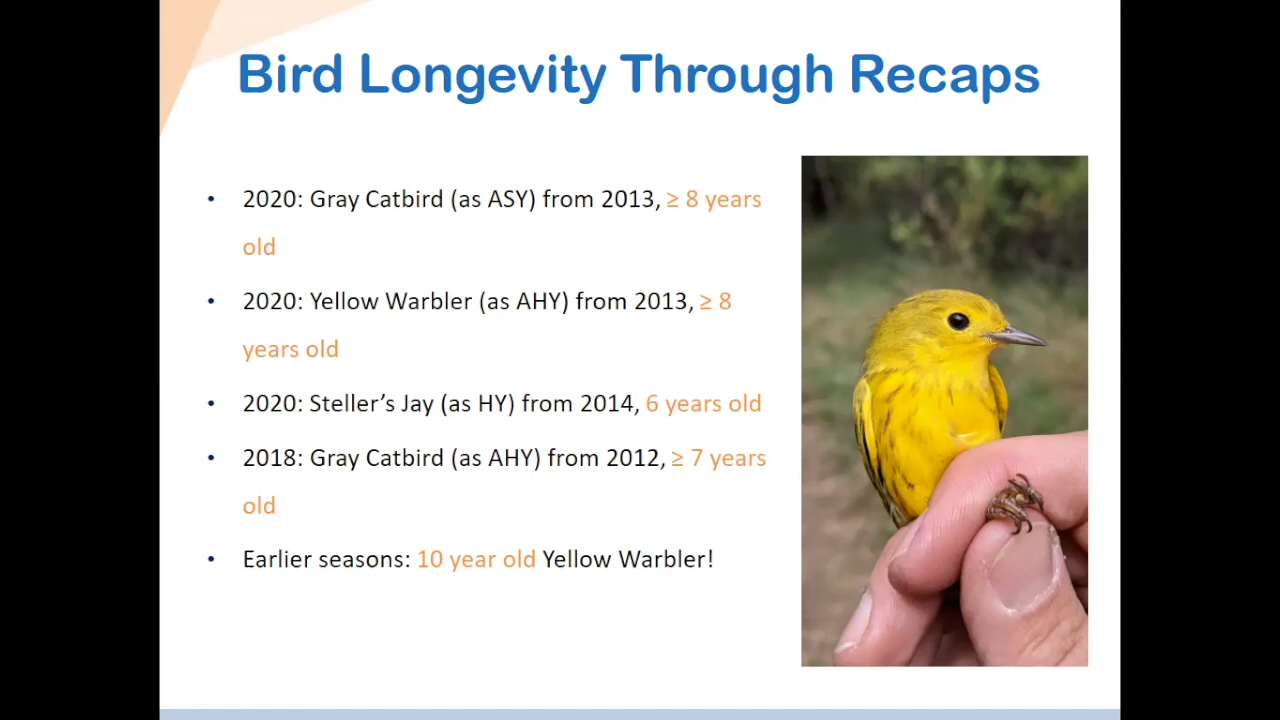 Bird Longevity Through Recaps
• 2020: Gray Catbird (as ASY) from 2013, ≥ 8 years
old
• 2020: Yellow Warbler (as AHY) from 2013, ≥ 8
years old
• 2020: Steller’s Jay (as HY) from 2014, 6 years old
• 2018: Gray Catbird (as AHY) from 2012, ≥ 7 years
old
• Earlier seasons: 10 year old Yellow Warbler!